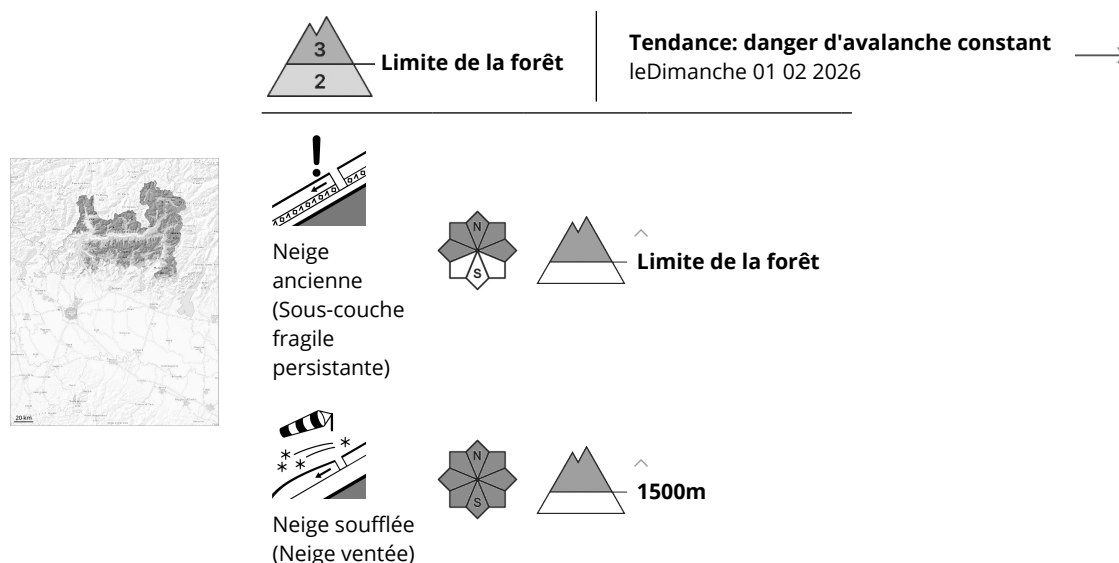 3
2
Limite de la forêt
Tendance: danger d'avalanche constant
leDimanche 01 02 2026
20 km
Neige
ancienne
(Sous-couche
fragile
persistante)
N
S
Limite de la forêt
Neige soufflée
(Neige ventée)
N
S
1500m